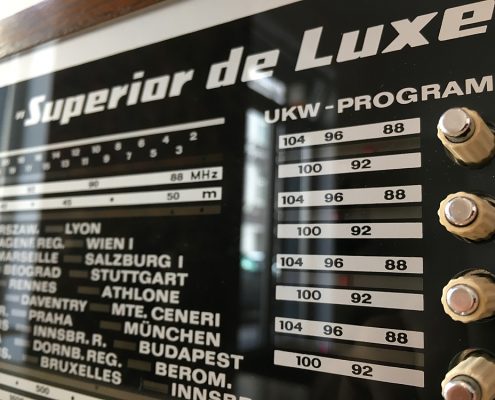 "Superior de Luxe
UKW-PROGRAM
104 96 88
100 92
104 96 88
100 92
104 96 88
100 92
104 96 88
100 92
88 MHz
50 m
LYON
WIEN I
MARSEILLE SALZBURG I
BEOGRAD STUTTGART
RENNES ATHLONE
DAVENTRY MTE. CENERI
PRAHA MÜNCHEN
INNSBR. R. BUDAPEST
DORNB. REG. BEROM.
BRUXELLES INNSBR